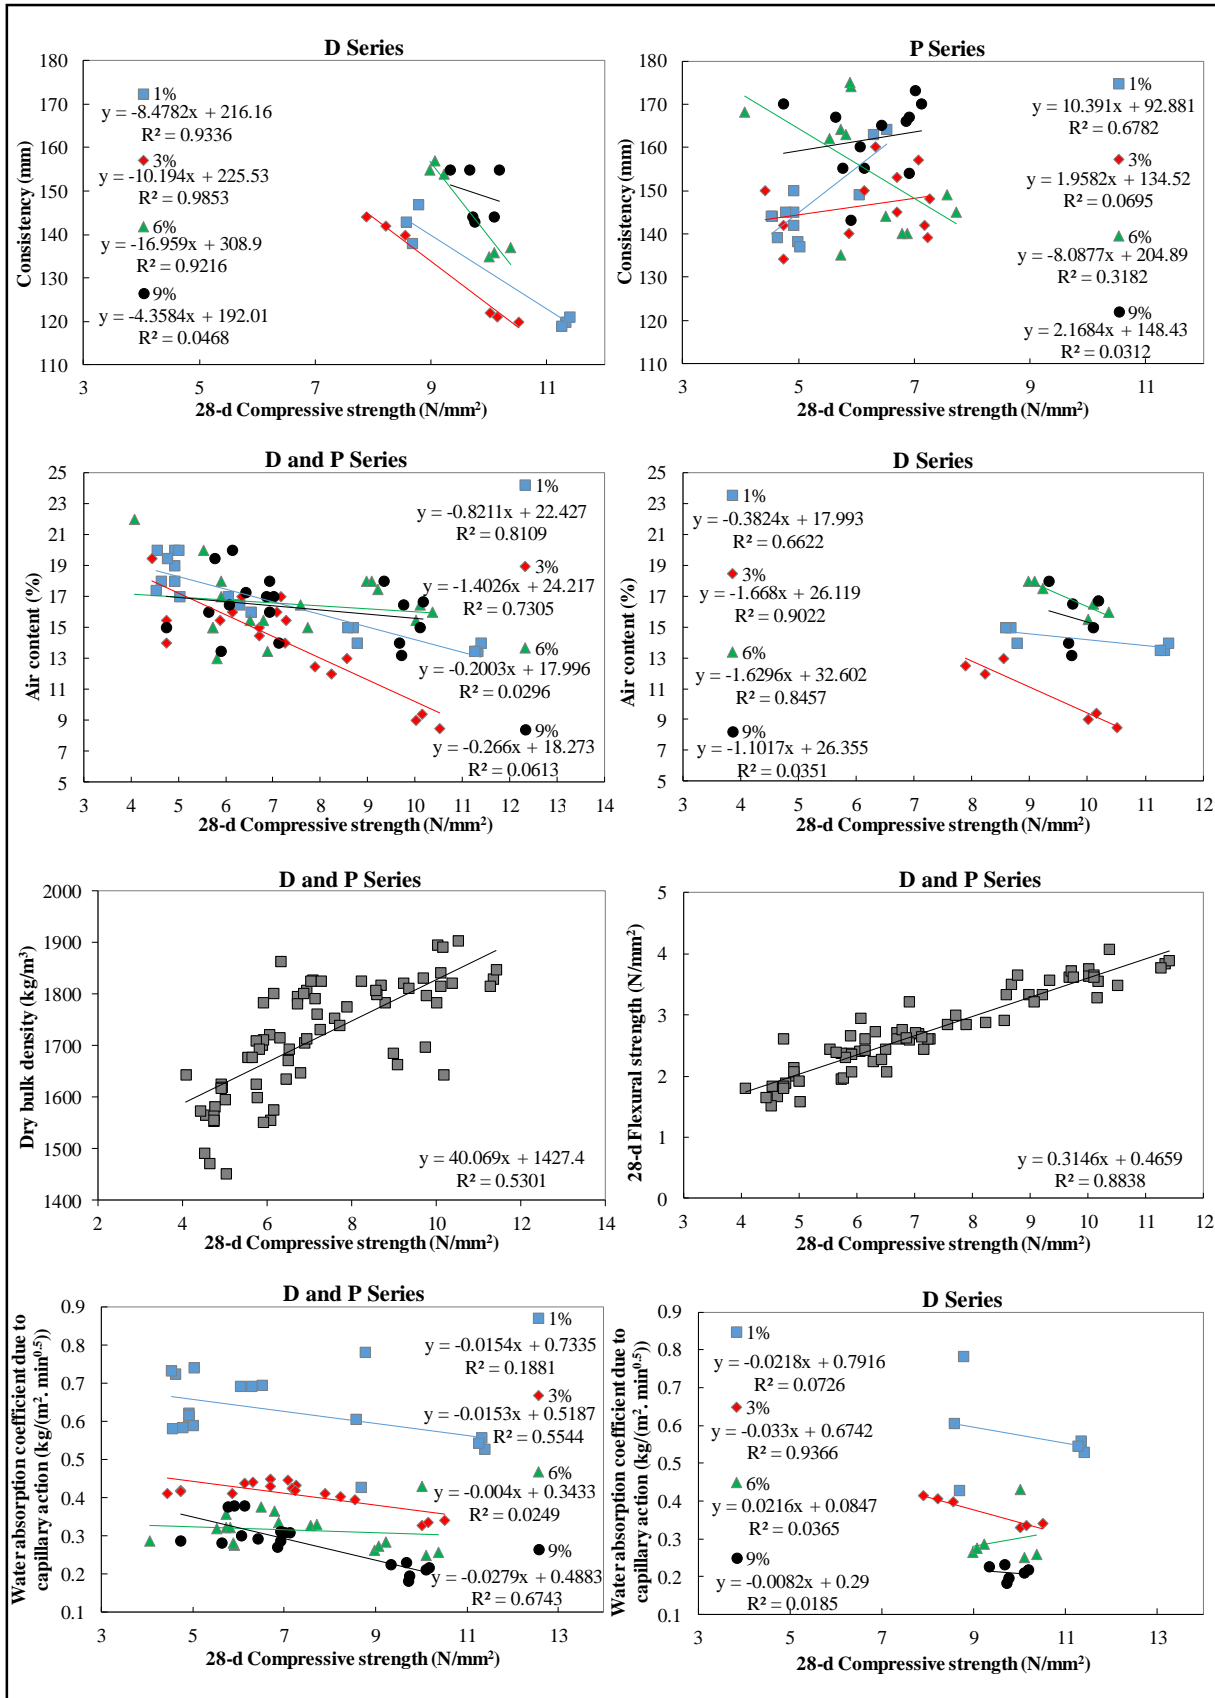 D Series
180
170
160
150
140
130
120
110
3
5
7
9
11
Consistency (mm)
28-d Compressive strength (N/mm²)
1%
y = -8.4782x + 216.16
R² = 0.9336
3%
y = -10.194x + 225.53
R² = 0.9853
6%
y = -16.959x + 308.9
R² = 0.9216
9%
y = -4.3584x + 192.01
R² = 0.0468
P Series
180
170
160
150
140
130
120
110
3
5
7
9
11
Consistency (mm)
28-d Compressive strength (N/mm²)
1%
y = 10.391x + 92.881
R² = 0.6782
3%
y = 1.9582x + 134.52
R² = 0.0695
6%
y = -8.0877x + 204.89
R² = 0.3182
9%
y = 2.1684x + 148.43
R² = 0.0312
D and P Series
25
23
21
19
17
15
13
11
9
7
5
3
4
5
6
7
8
9
10
11
12
13
14
Air content (%)
28-d Compressive strength (N/mm²)
1%
y = -0.8211x + 22.427
R² = 0.8109
3%
y = -1.4026x + 24.217
R² = 0.7305
6%
y = -0.2003x + 17.996
R² = 0.0296
9%
y = -0.266x + 18.273
R² = 0.0613
D Series
25
23
21
19
17
15
13
11
9
7
5
3
4
5
6
7
8
9
10
11
12
Air content (%)
28-d Compressive strength (N/mm²)
1%
y = -0.3824x + 17.993
R² = 0.6622
3%
y = -1.668x + 26.119
R² = 0.9022
6%
y = -1.6296x + 32.602
R² = 0.8457
9%
y = -1.1017x + 26.355
R² = 0.0351
D and P Series
2000
1900
1800
1700
1600
1500
1400
2
4
6
8
10
12
14
Dry bulk density (kg/m³)
28-d Compressive strength (N/mm²)
y = 40.069x + 1427.4
R² = 0.5301
D and P Series
5
4
3
2
1
0
3
4
5
6
7
8
9
10
11
12
28-d Flexural strength (N/mm²)
28-d Compressive strength (N/mm²)
y = 0.3146x + 0.4659
R² = 0.8838
D and P Series
0.9
0.8
0.7
0.6
0.5
0.4
0.3
0.2
0.1
3
5
7
9
11
13
Water absorption coefficient due to
capillary action (kg/(m². min⁰·⁵))
28-d Compressive strength (N/mm²)
1%
y = -0.0154x + 0.7335
R² = 0.1881
3%
y = -0.0153x + 0.5187
R² = 0.5544
6%
y = -0.004x + 0.3433
R² = 0.0249
9%
y = -0.0279x + 0.4883
R² = 0.6743
D Series
0.9
0.8
0.7
0.6
0.5
0.4
0.3
0.2
0.1
3
5
7
9
11
13
Water absorption coefficient due to
capillary action (kg/(m². min⁰·⁵))
28-d Compressive strength (N/mm²)
1%
y = -0.0218x + 0.7916
R² = 0.0726
3%
y = -0.033x + 0.6742
R² = 0.9366
6%
y = 0.0216x + 0.0847
R² = 0.0365
9%
y = -0.0082x + 0.29
R² = 0.0185